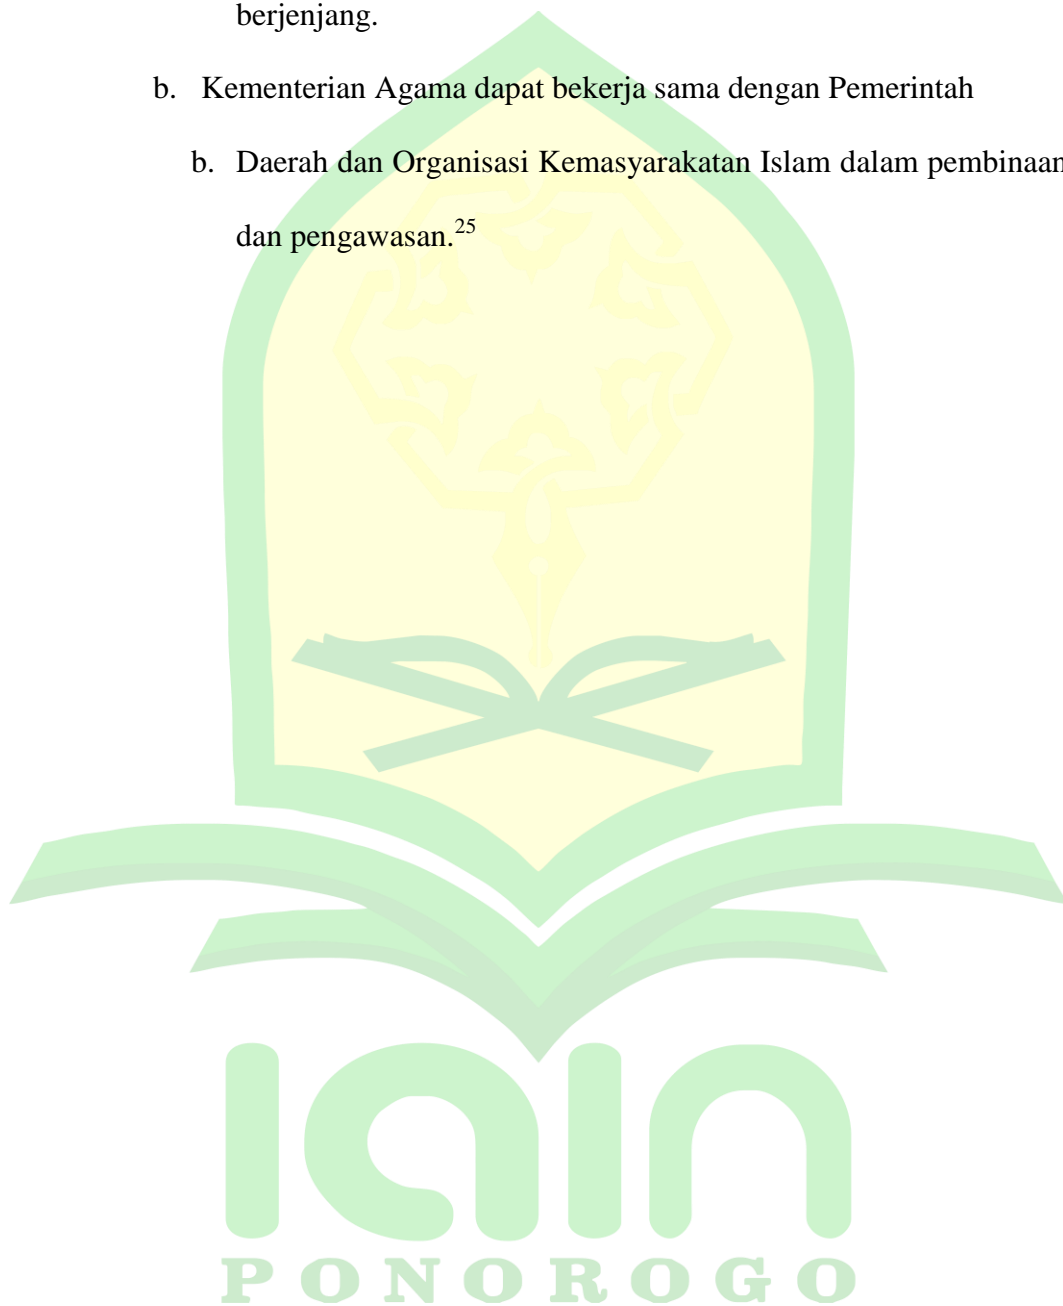 berjenjang.
b. Kementerian Agama dapat bekerja sama dengan Pemerintah
b. Daerah dan Organisasi Kemasyarakatan Islam dalam pembinaan
dan pengawasan.25
IAIN
PONOROGO